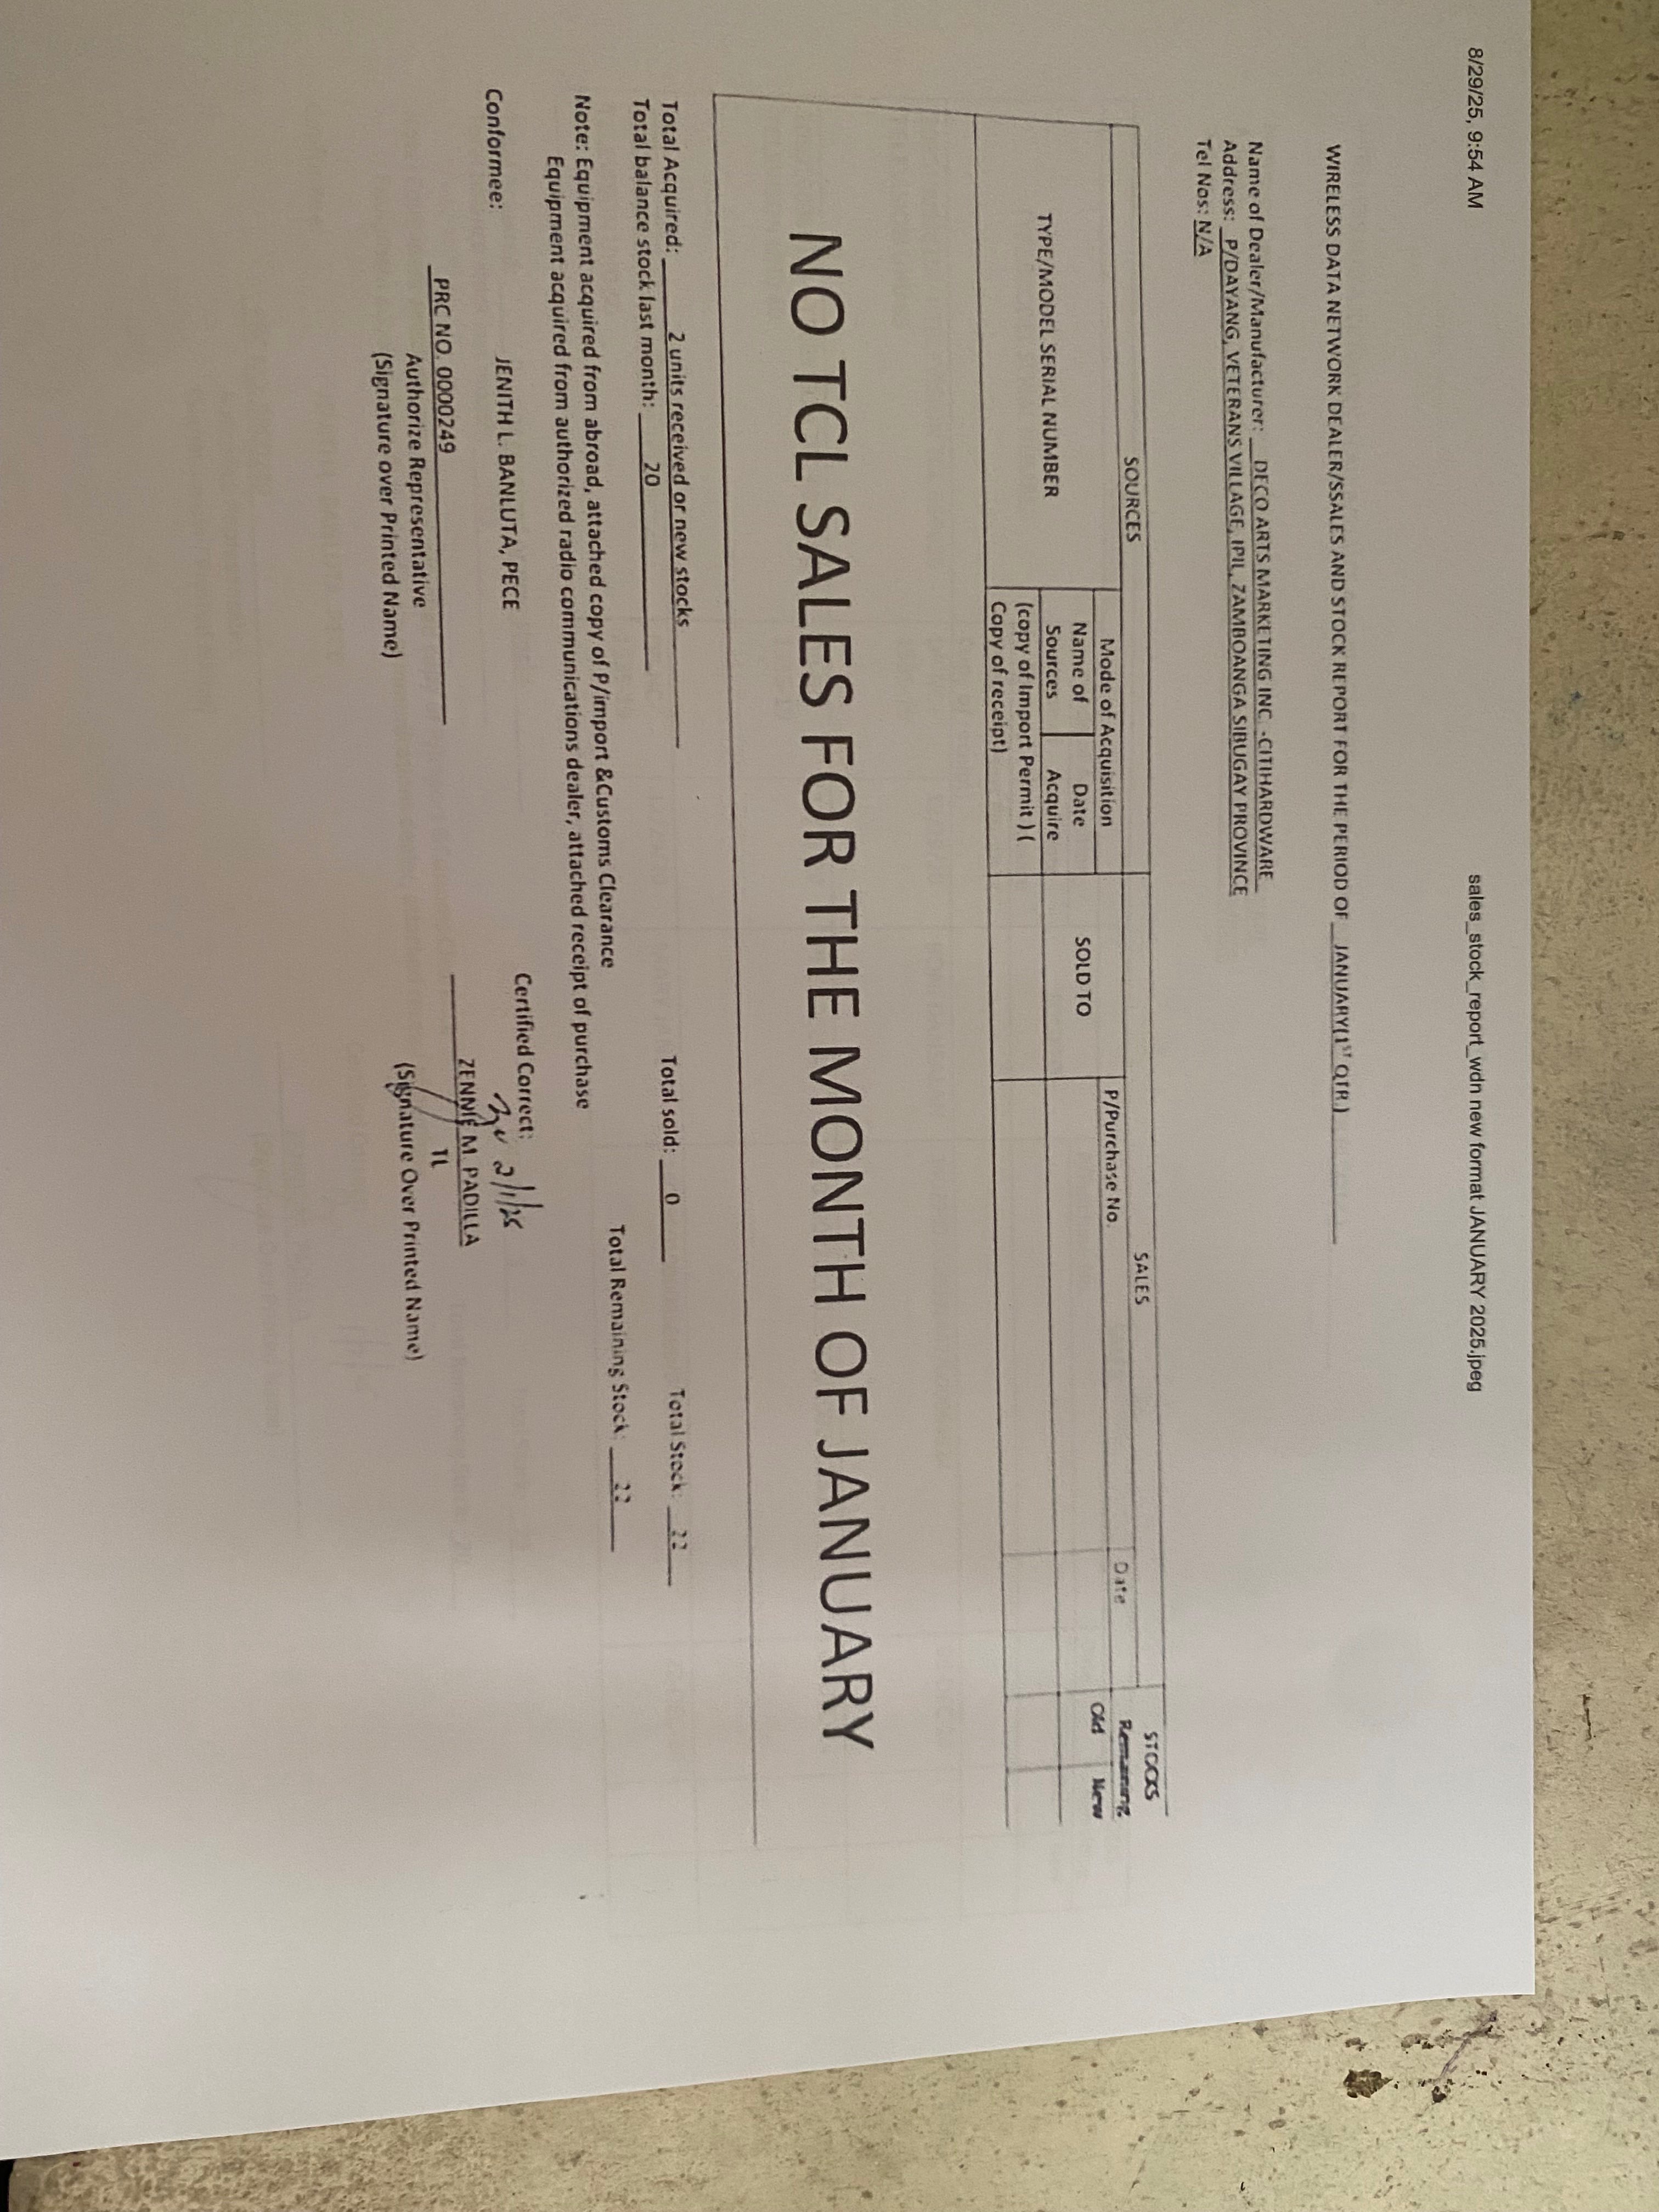 8/29/25, 9:54 AM
sales_stock_report_wdn new format JANUARY 2025.jpeg
WIRELESS DATA NETWORK DEALER/SSALES AND STOCK REPORT FOR THE PERIOD OF JANUARY(1ST QTR.)
Name of Dealer/Manufacturer: DECO ARTS MARKETING INC. -CITIHARDWARE
Address: P/DAYANG, VETERANS VILLAGE, IPIL, ZAMBOANGA SIBUGAY PROVINCE
Tel Nos: N/A
SOURCES SALES STOCKS
TYPE/MODEL SERIAL NUMBER Mode of Acquisition SOLD TO P/Purchase No. Date Remaining
Name of Sources Date Acquire Old New
(copy of Import Permit ) (
Copy of receipt)
NO TCL SALES FOR THE MONTH OF JANUARY
Total Acquired: 2 units received or new stocks Total sold: 0 Total Stock: 22
Total balance stock last month: 20 Total Remaining Stock: 22
Note: Equipment acquired from abroad, attached copy of P/import &Customs Clearance
Equipment acquired from authorized radio communications dealer, attached receipt of purchase
Conformee: Certified Correct:
JENITH L. BANLUTA, PECE 2/1/25
PRC NO. 0000249 ZENNIE M. PADILLA
Authorize Representative TL
(Signature over Printed Name) (Signature Over Printed Name)